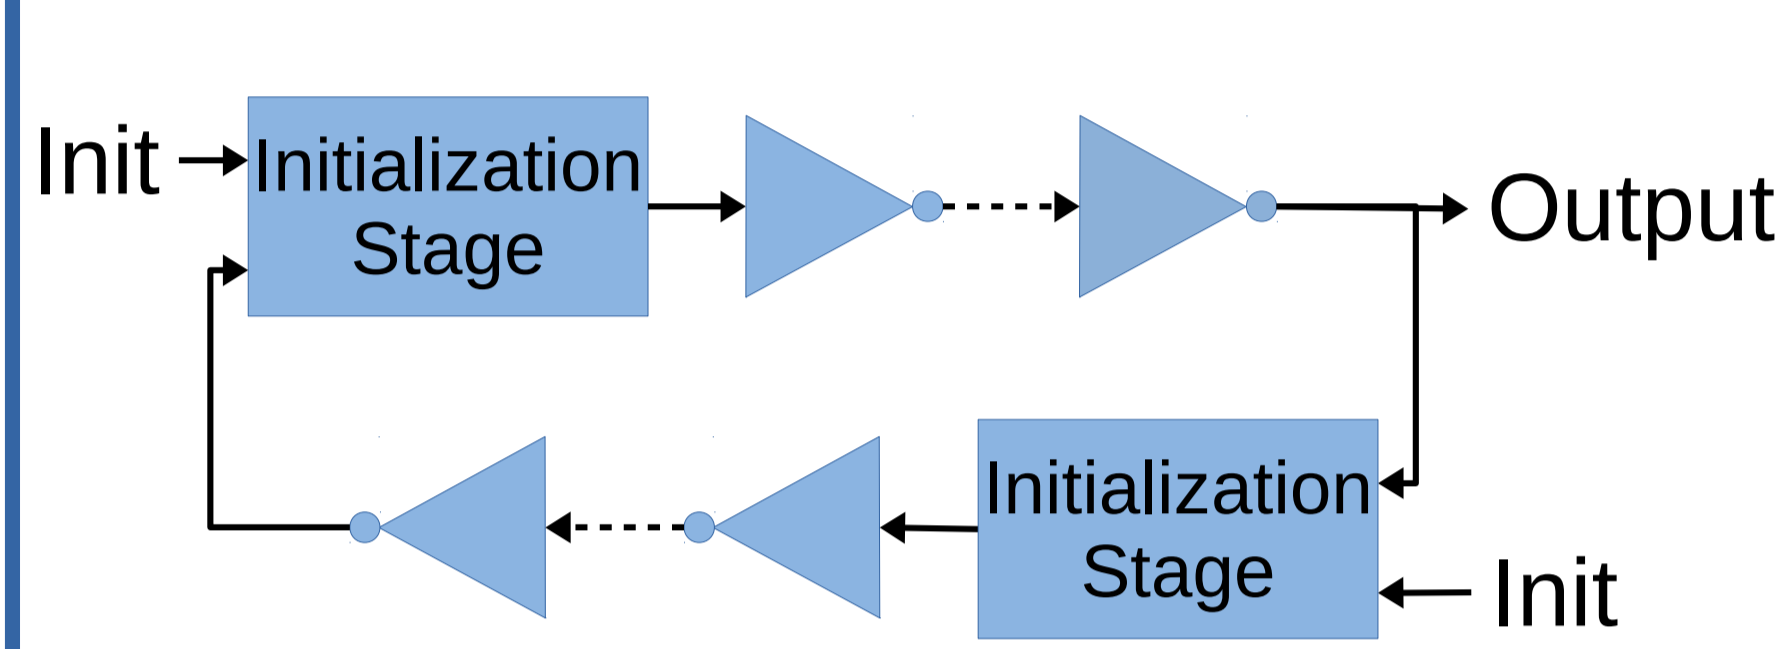 Init
Initialization
Stage
Output
Initialization
Stage
Init